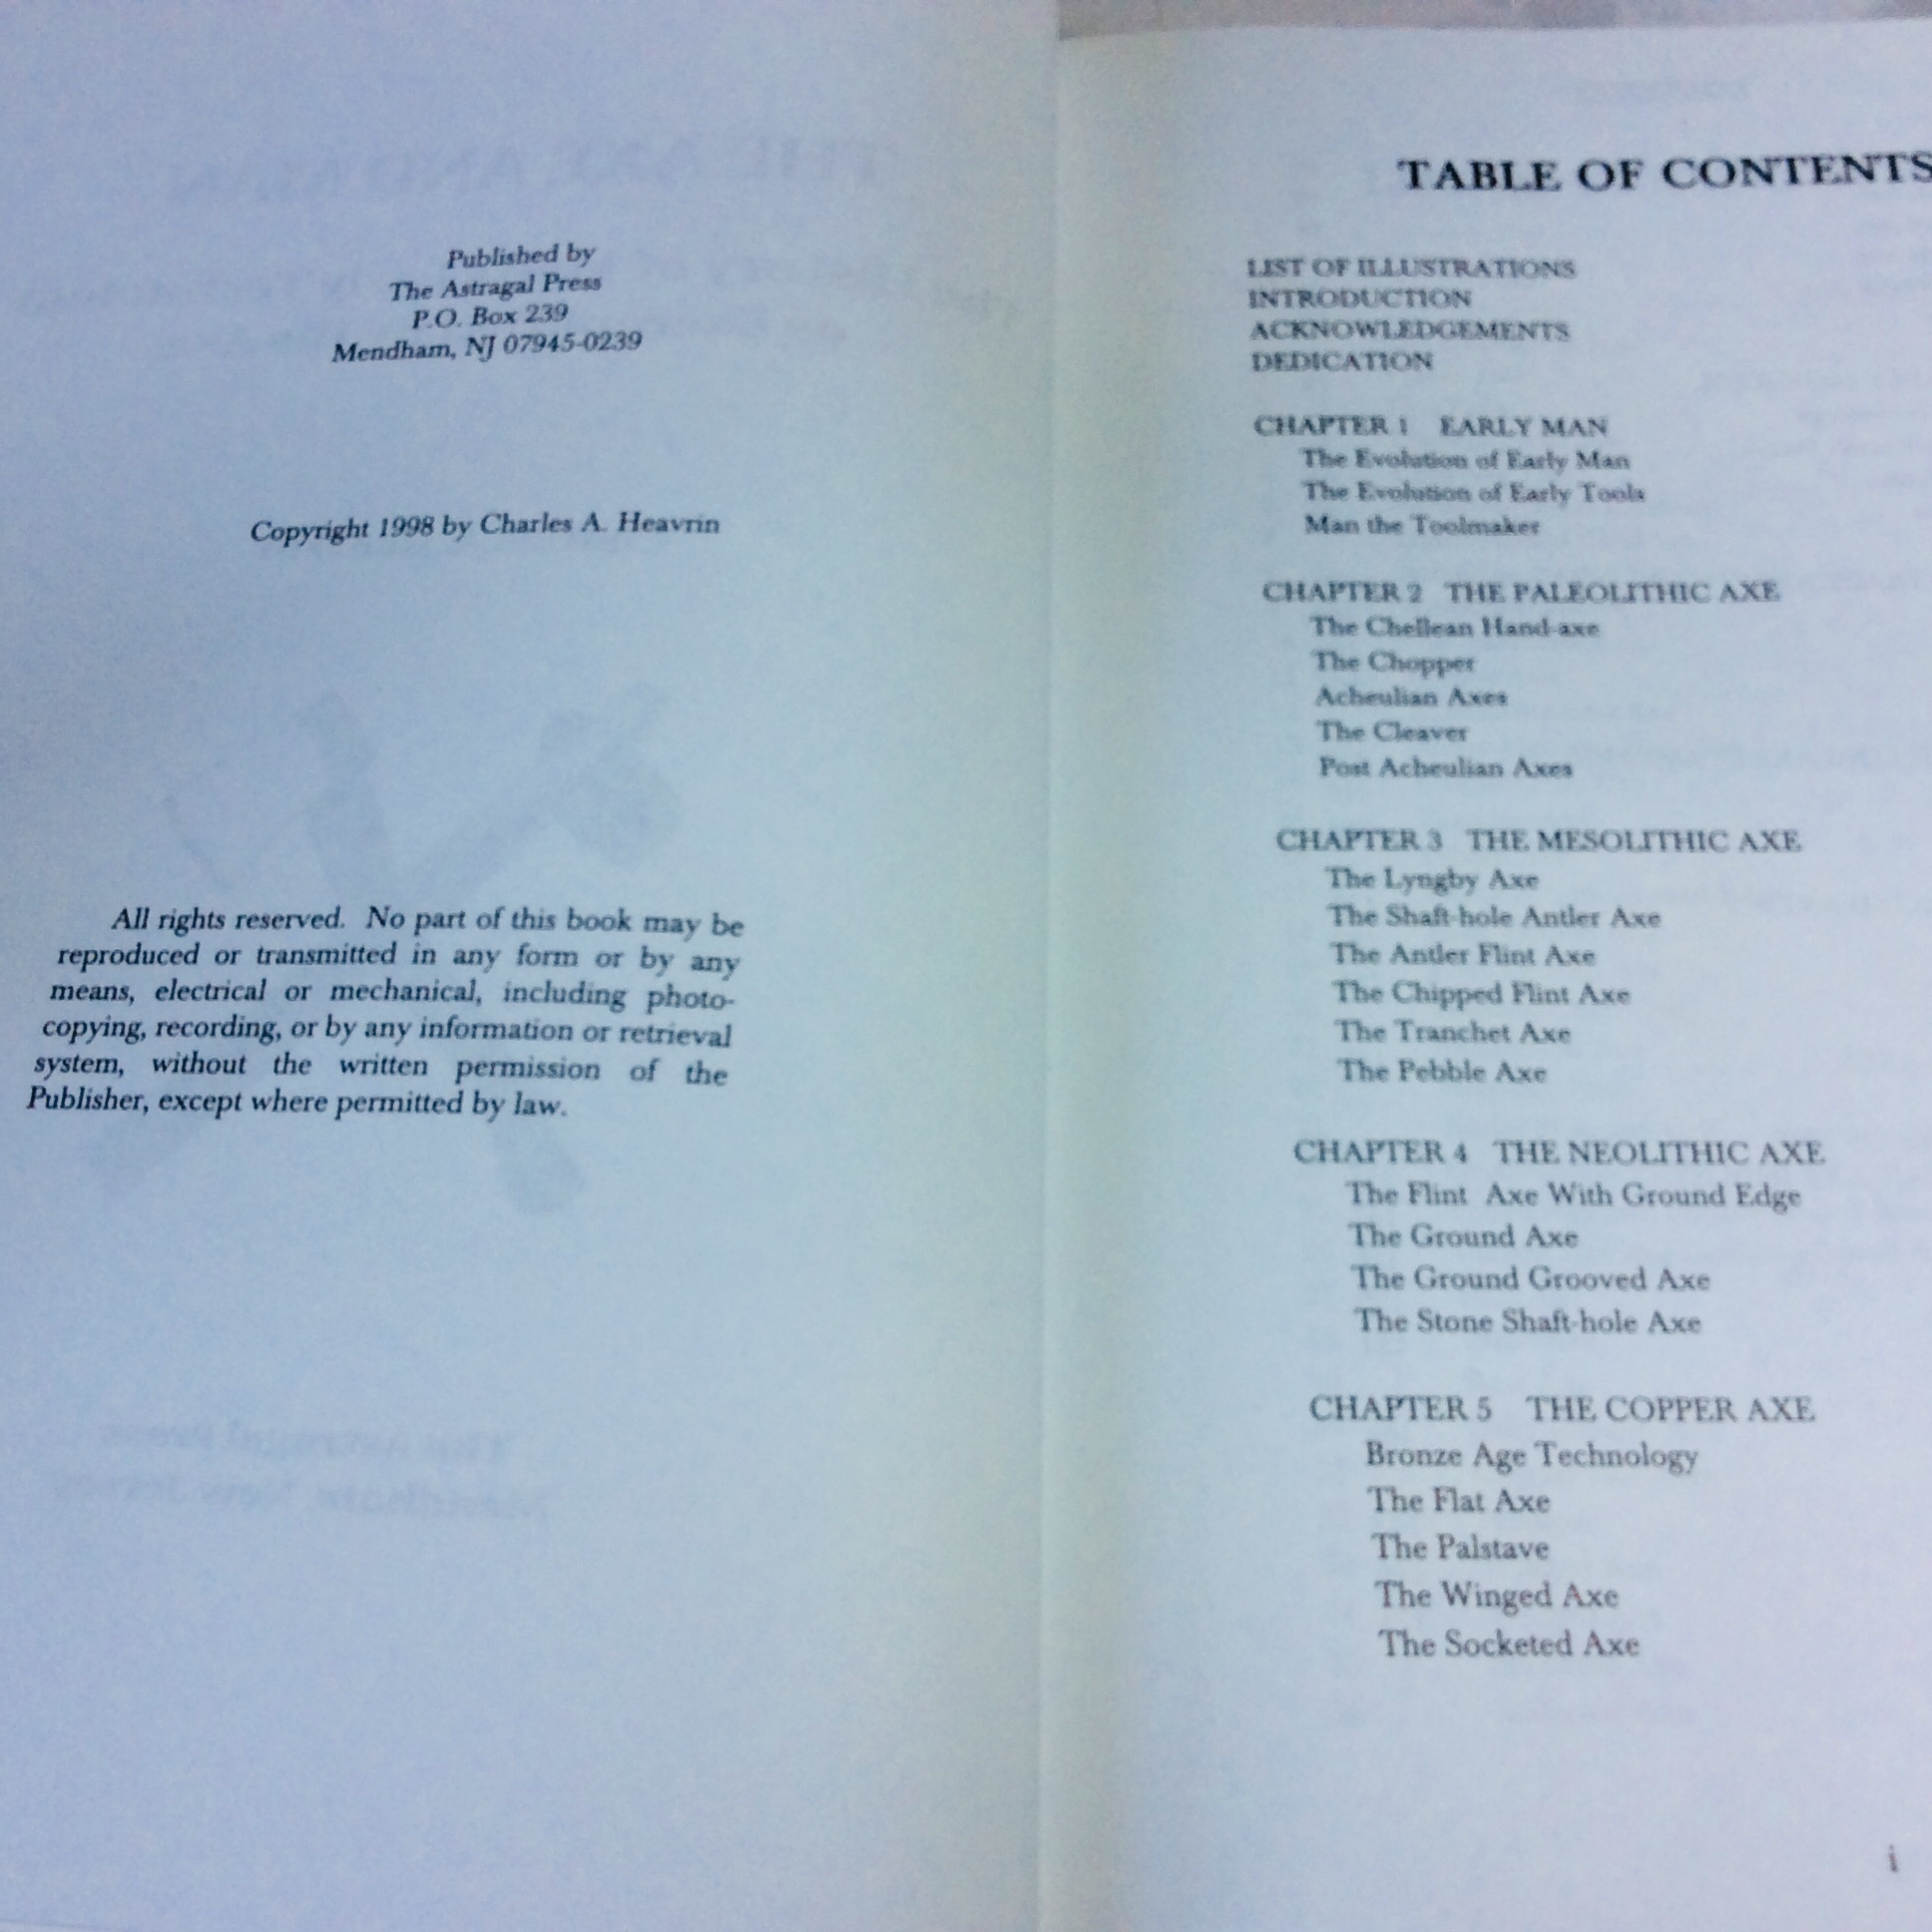 Published by
The Astragal Press
P.O. Box 239
Mendham, NJ 07945-0239
Copyright 1998 by Charles A. Heavrin
All rights reserved. No part of this book may be
reproduced or transmitted in any form or by any
means, electrical or mechanical, including photo-
copying, recording, or by any information or retrieval
system, without the written permission of the
Publisher, except where permitted by law.
TABLE OF CONTENTS
LIST OF ILLUSTRATIONS
INTRODUCTION
ACKNOWLEDGEMENTS
DEDICATION
CHAPTER 1 EARLY MAN
The Evolution of Early Man
The Evolution of Early Tools
Man the Toolmaker
CHAPTER 2 THE PALEOLITHIC AXE
The Chellean Hand-axe
The Chopper
Acheulian Axes
The Cleaver
Post Acheulian Axes
CHAPTER 3 THE MESOLITHIC AXE
The Lyngby Axe
The Shaft-hole Antler Axe
The Antler Flint Axe
The Chipped Flint Axe
The Tranchet Axe
The Pebble Axe
CHAPTER 4 THE NEOLITHIC AXE
The Flint Axe With Ground Edge
The Ground Axe
The Ground Grooved Axe
The Stone Shaft-hole Axe
CHAPTER 5 THE COPPER AXE
Bronze Age Technology
The Flat Axe
The Palstave
The Winged Axe
The Socketed Axe
i